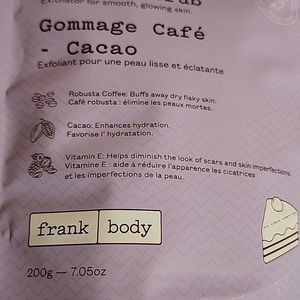 Exfoliator for smooth, glowing skin.
Gommage Café
- Cacao
Exfoliant pour une peau lisse et éclatante
Robusta Coffee: Buffs away dry flaky skin.
Café robusta : élimine les peaux mortes.
Cacao: Enhances hydration.
Favorise l' hydratation.
Vitamin E: Helps diminish the look of scars and skin imperfections.
Vitamine E : aide à réduire l'apparence les cicatrices
et les imperfections de la peau.
frank body
200g — 7.05oz